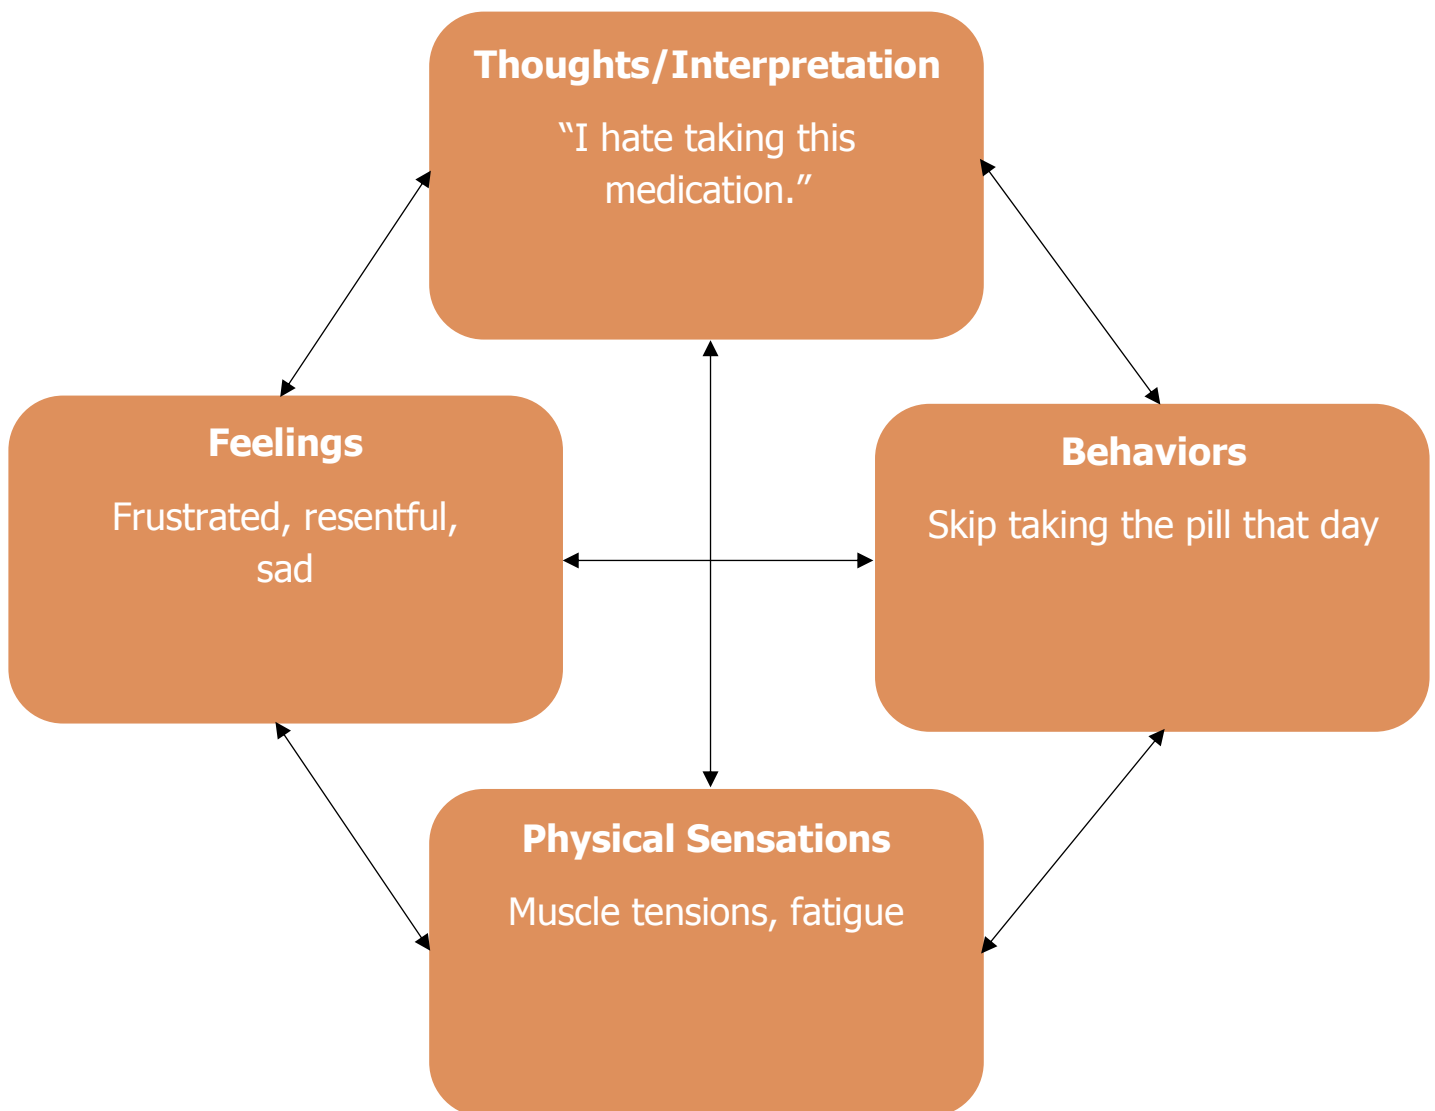 Thoughts/Interpretation
“I hate taking this
medication.”
Feelings
Frustrated, resentful,
sad
Behaviors
Skip taking the pill that day
Physical Sensations
Muscle tensions, fatigue